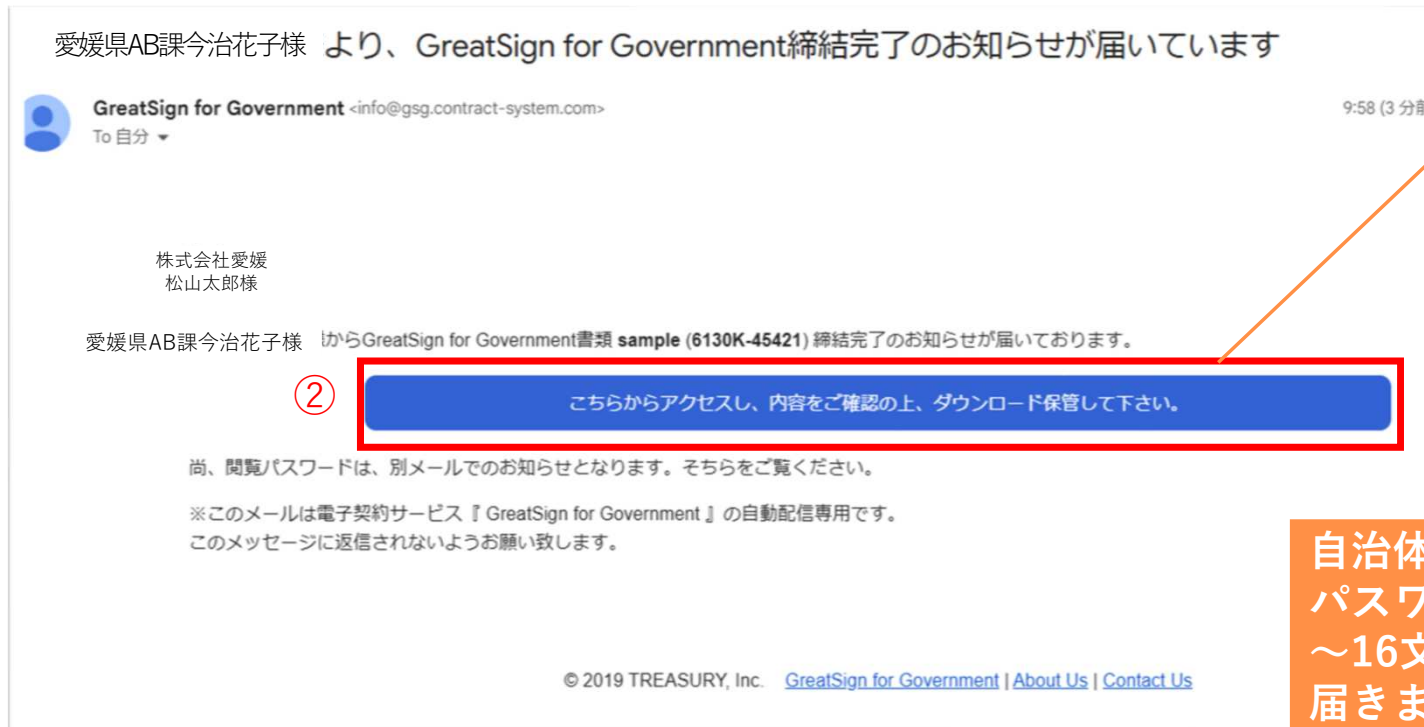 愛媛県AB課今治花子様 より、GreatSign for Government締結完了のお知らせが届いています
GreatSign for Government <info@gsg.contract-system.com>
9:58 (3 分前
To 自分
株式会社愛媛
松山太郎様
愛媛県AB課今治花子様 からGreatSign for Government書類 sample (6130K-45421) 締結完了のお知らせが届いております。
② こちらからアクセスし、内容をご確認の上、ダウンロード保管して下さい。
尚、閲覧パスワードは、別メールでのお知らせとなります。そちらをご覧ください。
※このメールは電子契約サービス『 GreatSign for Government 』の自動配信専用です。
このメッセージに返信されないようお願い致します。
自治体
パスワ
～16文
届きま
© 2019 TREASURY, Inc. GreatSign for Government | About Us | Contact Us